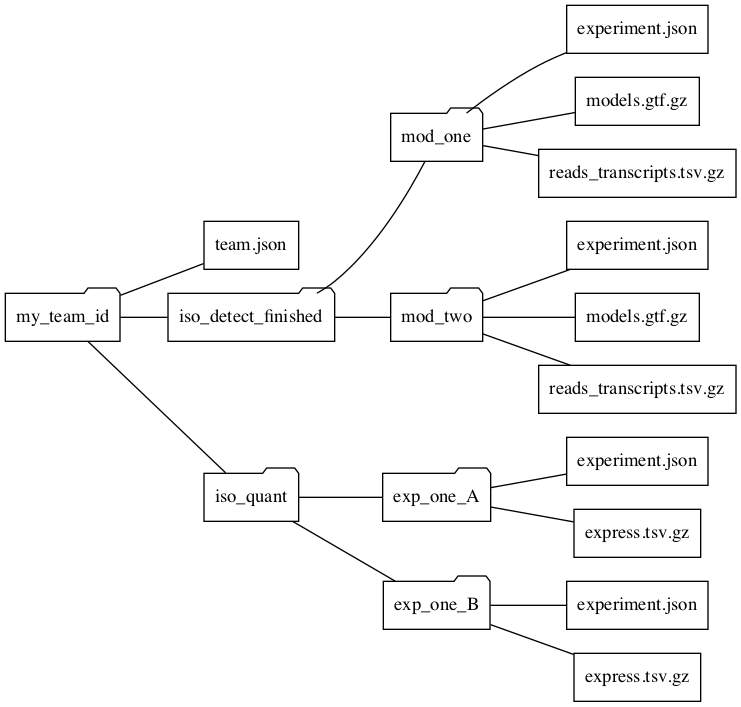 experiment.json
models.gtf.gz
mod_one
reads_transcripts.tsv.gz
team.json
experiment.json
my_team_id
iso_detect_finished
mod_two
models.gtf.gz
reads_transcripts.tsv.gz
experiment.json
iso_quant
exp_one_A
express.tsv.gz
exp_one_B
experiment.json
express.tsv.gz